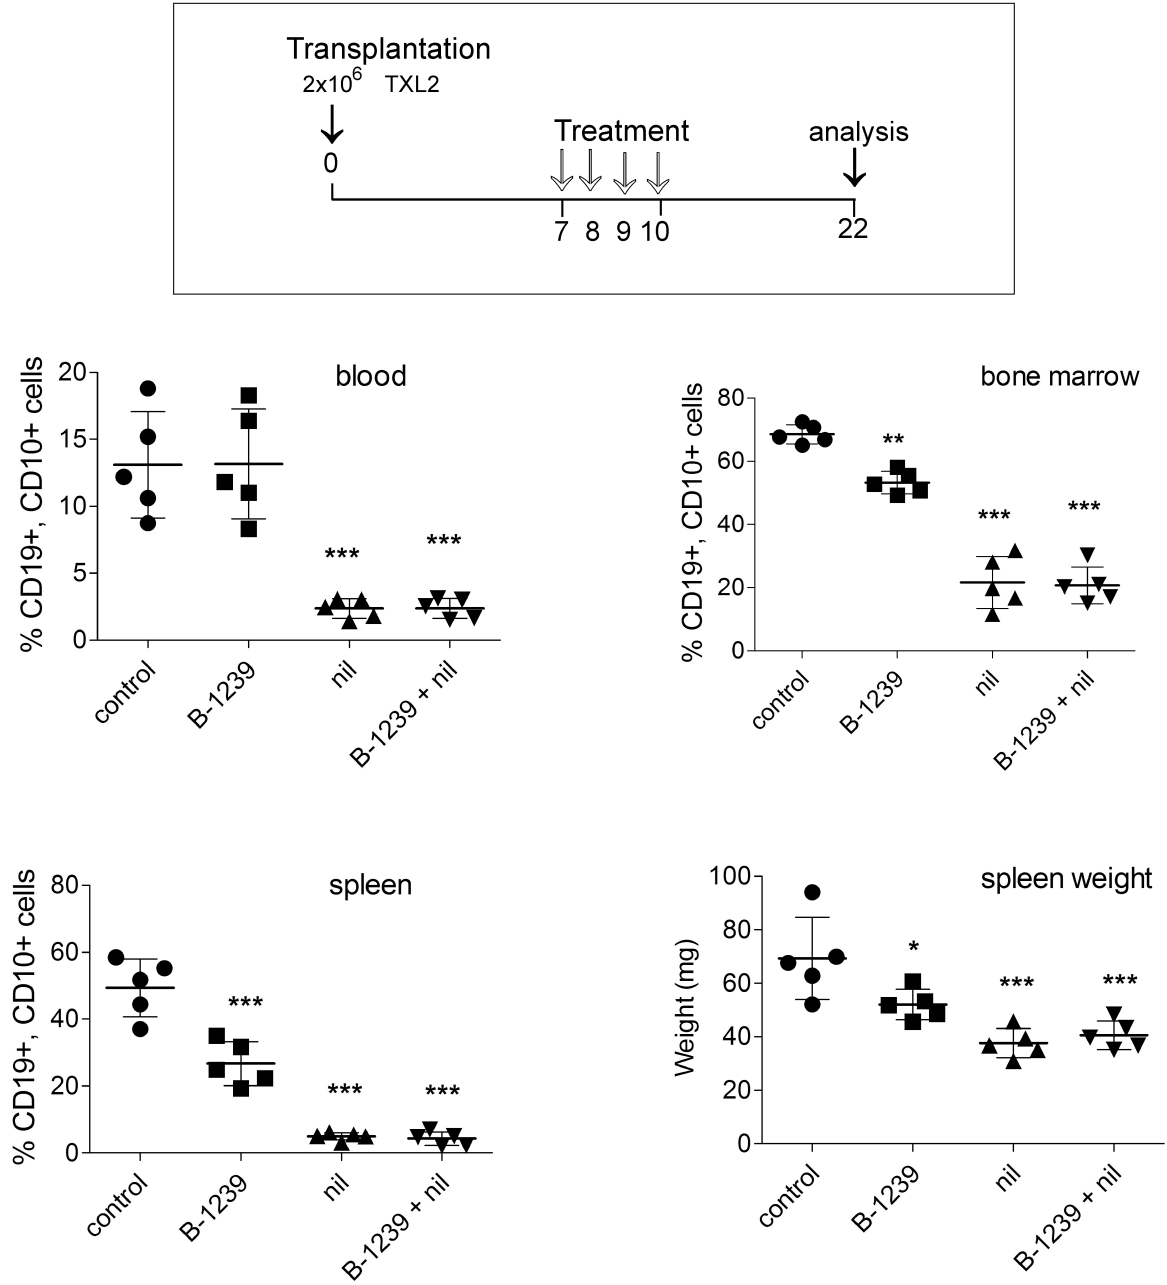 Transplantation
2x10⁶ TXL2
Treatment analysis
0
7 8 9 10 22
blood
% CD19+, CD10+ cells
20
15
10
5
0
***
***
control
B-1239
nil
B-1239 + nil
bone marrow
% CD19+, CD10+ cells
80
60
40
20
0
**
***
***
control
B-1239
nil
B-1239 + nil
spleen
% CD19+, CD10+ cells
80
60
40
20
0
***
***
***
control
B-1239
nil
B-1239 + nil
spleen weight
Weight (mg)
100
80
60
40
20
0
*
***
***
control
B-1239
nil
B-1239 + nil